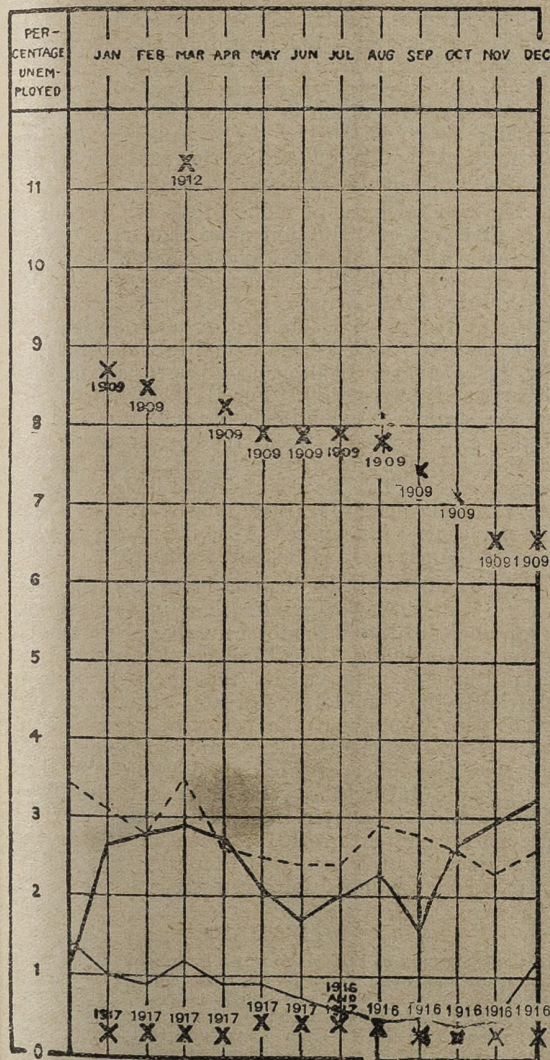 PER-
CENTAGE
UNEM-
PLOYED
JAN FEB MAR APR MAY JUN JUL AUG SEP OCT NOV DEC
11
X
1912
10
9
X X
1909 1909
X
8
1909
X X X X
1909 1909 1909 1909
X
1909
7
X
1909
X X
1909 1909
6
5
4
3
2
1
1916
AND
1917 1917 1917 1917 1917 1917 1917 1916 1916 1916 1916 1916
X X X X X X X X X X X X
0